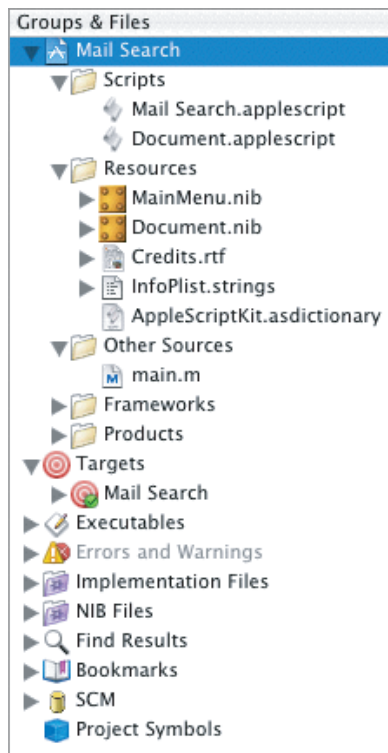 Groups & Files
Mail Search
Scripts
Mail Search.applescript
Document.applescript
Resources
MainMenu.nib
Document.nib
Credits.rtf
InfoPlist.strings
AppleScriptKit.asdictionary
Other Sources
main.m
Frameworks
Products
Targets
Mail Search
Executables
Errors and Warnings
Implementation Files
NIB Files
Find Results
Bookmarks
SCM
Project Symbols